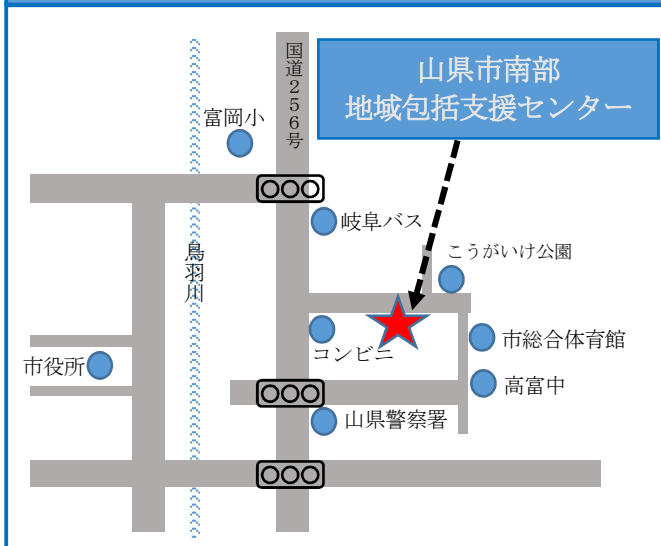 山県市南部
地域包括支援センター
国道256号
富岡小
岐阜バス
鳥羽川
こうがいけ公園
コンビニ
市総合体育館
市役所
高富中
山県警察署